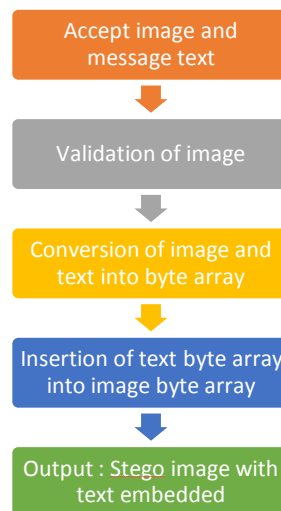 Accept image and
message text
Validation of image
Conversion of image and
text into byte array
Insertion of text byte array
into image byte array
Output : Stego image with
text embedded